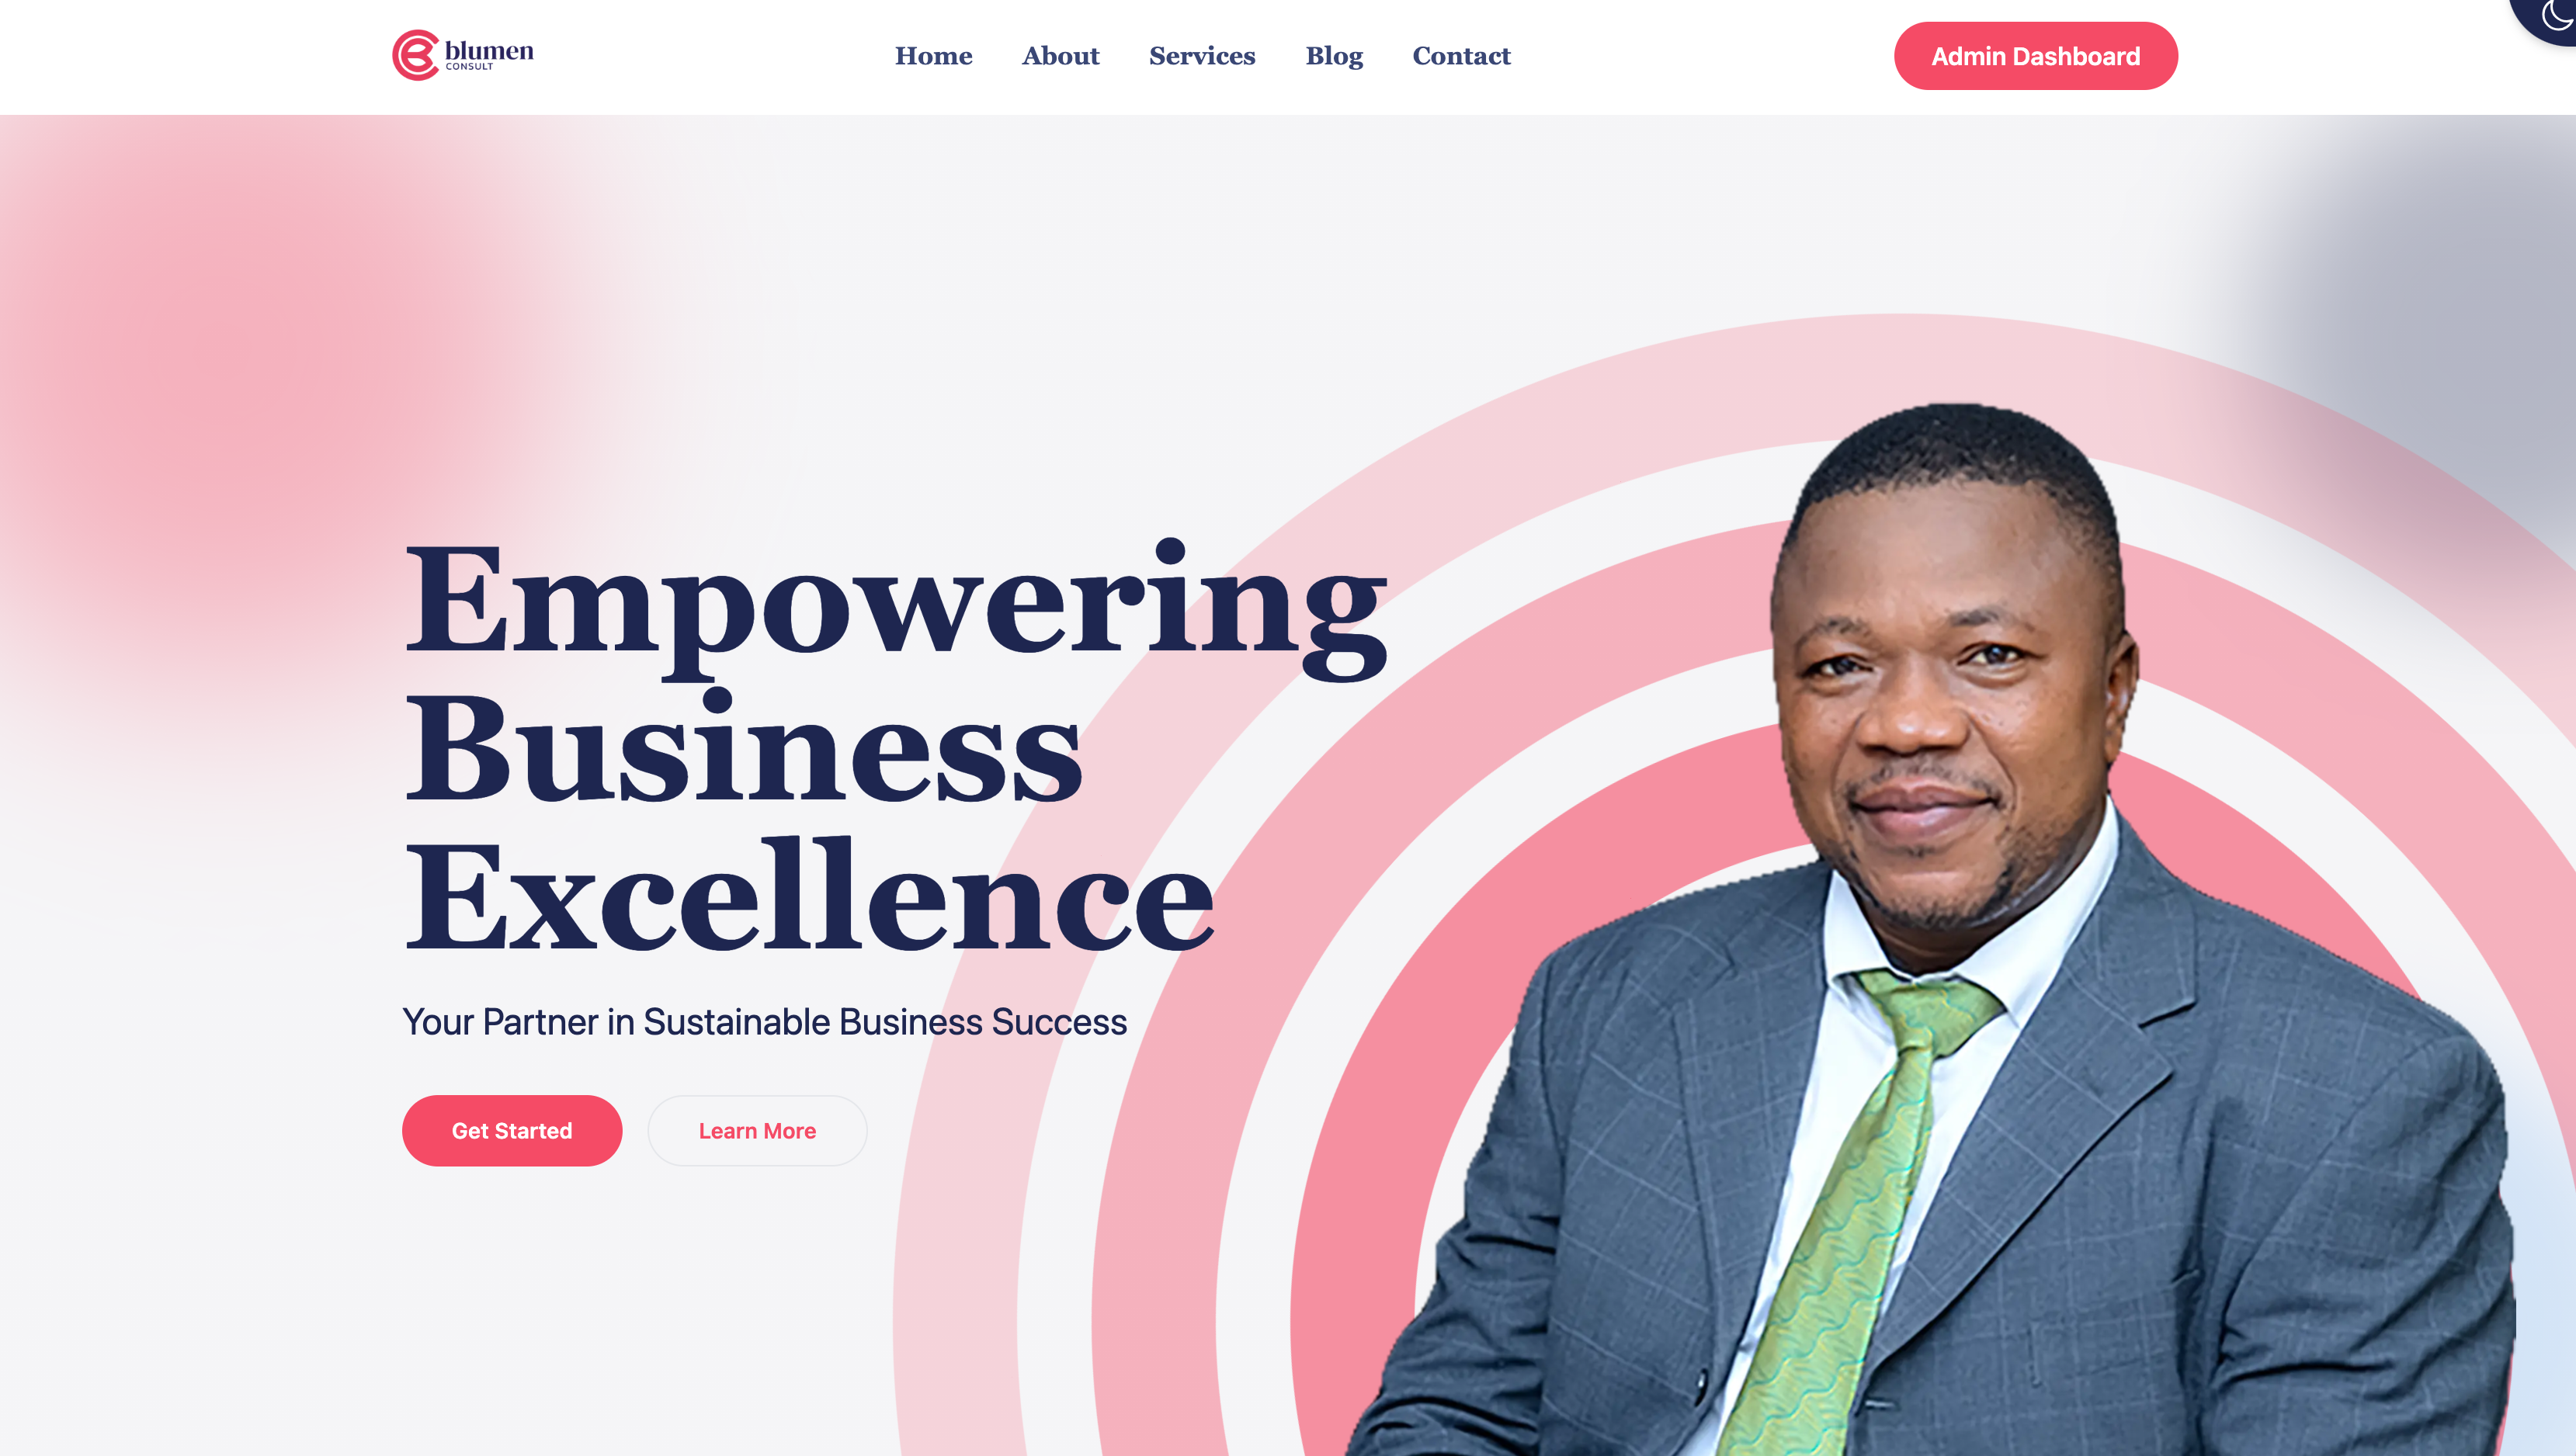 blumen
CONSULT
Home
About
Services
Blog
Contact
Admin Dashboard
Empowering
Business
Excellence
Your Partner in Sustainable Business Success
Get Started
Learn More